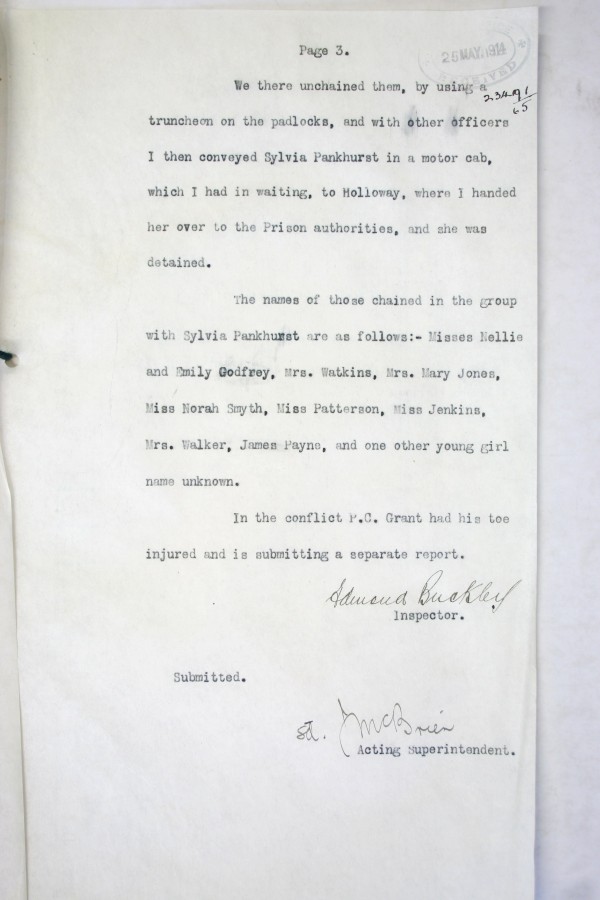 Page 3.
26 MAY.1914
RECEIVED
We there unchained them, by using a
234191/65
truncheon on the padlocks, and with other officers
I then conveyed Sylvia Pankhurst in a motor cab,
which I had in waiting, to Holloway, where I handed
her over to the Prison authorities, and she was
detained.
The names of those chained in the group
with Sylvia Pankhurst are as follows:- Misses Nellie
and Emily Godfrey, Mrs. Watkins, Mrs. Mary Jones,
Miss Norah Smyth, Miss Patterson, Miss Jenkins,
Mrs. Walker, James Payne, and one other young girl
name unknown.
In the conflict P.C. Grant had his toe
injured and is submitting a separate report.
Edmund Buckley
Inspector.
Submitted.
sd. J McBrien
Acting Superintendent.